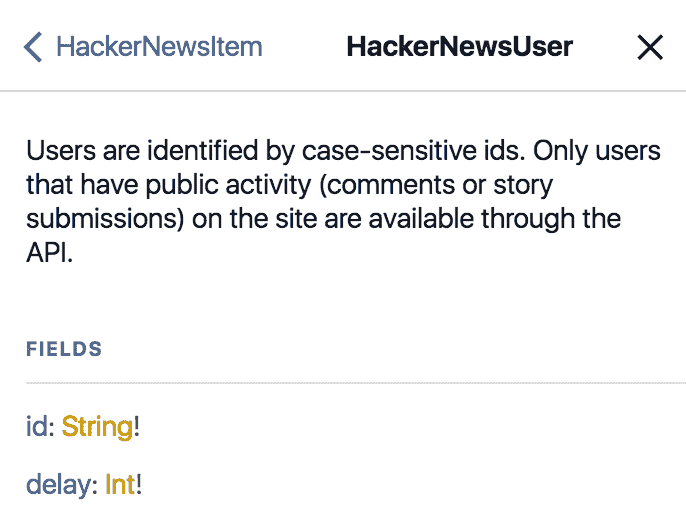 HackerNewsItem HackerNewsUser
Users are identified by case-sensitive ids. Only users
that have public activity (comments or story
submissions) on the site are available through the
API.
FIELDS
id: String!
delay: Int!